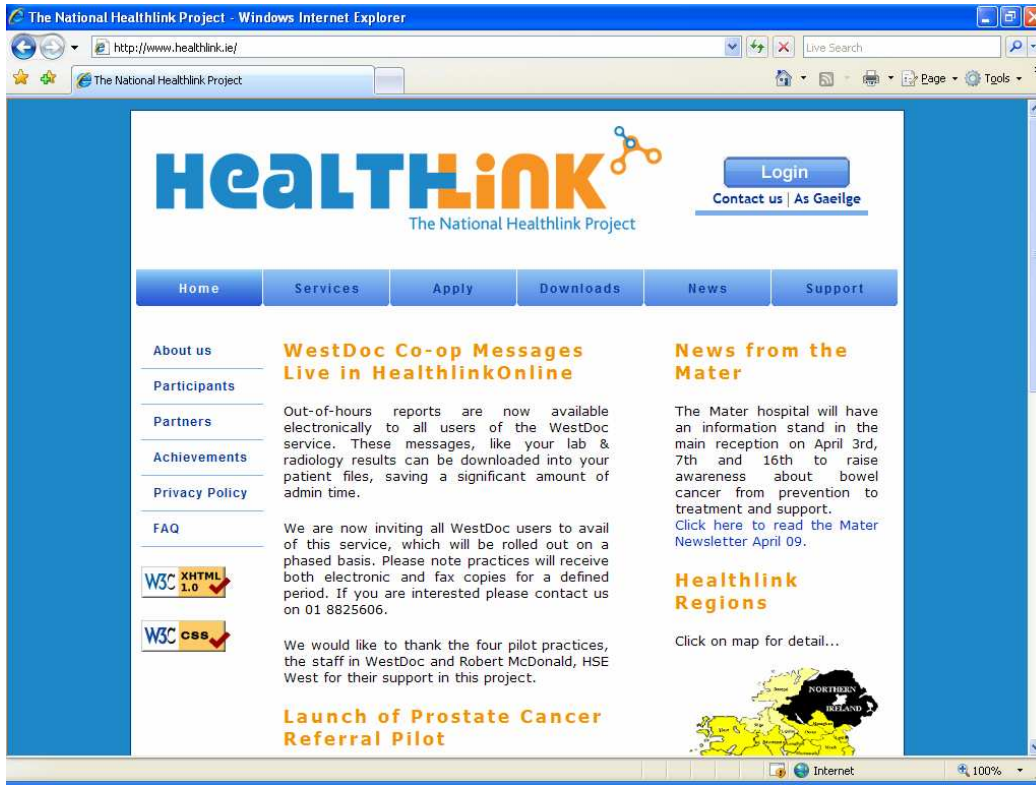 The National Healthlink Project - Windows Internet Explorer
http://www.healthlink.ie/
Live Search
The National Healthlink Project
Page
Tools
HealthLink
The National Healthlink Project
Login
Contact us | As Gaeilge
Home
Services
Apply
Downloads
News
Support
About us
Participants
Partners
Achievements
Privacy Policy
FAQ
W3C XHTML 1.0
W3C css
WestDoc Co-op Messages
Live in HealthlinkOnline
Out-of-hours reports are now available
electronically to all users of the WestDoc
service. These messages, like your lab &
radiology results can be downloaded into your
patient files, saving a significant amount of
admin time.
We are now inviting all WestDoc users to avail
of this service, which will be rolled out on a
phased basis. Please note practices will receive
both electronic and fax copies for a defined
period. If you are interested please contact us
on 01 8825606.
We would like to thank the four pilot practices,
the staff in WestDoc and Robert McDonald, HSE
West for their support in this project.
Launch of Prostate Cancer
Referral Pilot
News from the
Mater
The Mater hospital will have
an information stand in the
main reception on April 3rd,
7th and 16th to raise
awareness about bowel
cancer from prevention to
treatment and support.
Click here to read the Mater
Newsletter April 09.
Healthlink
Regions
Click on map for detail...
NORTHERN
IRELAND
Internet
100%